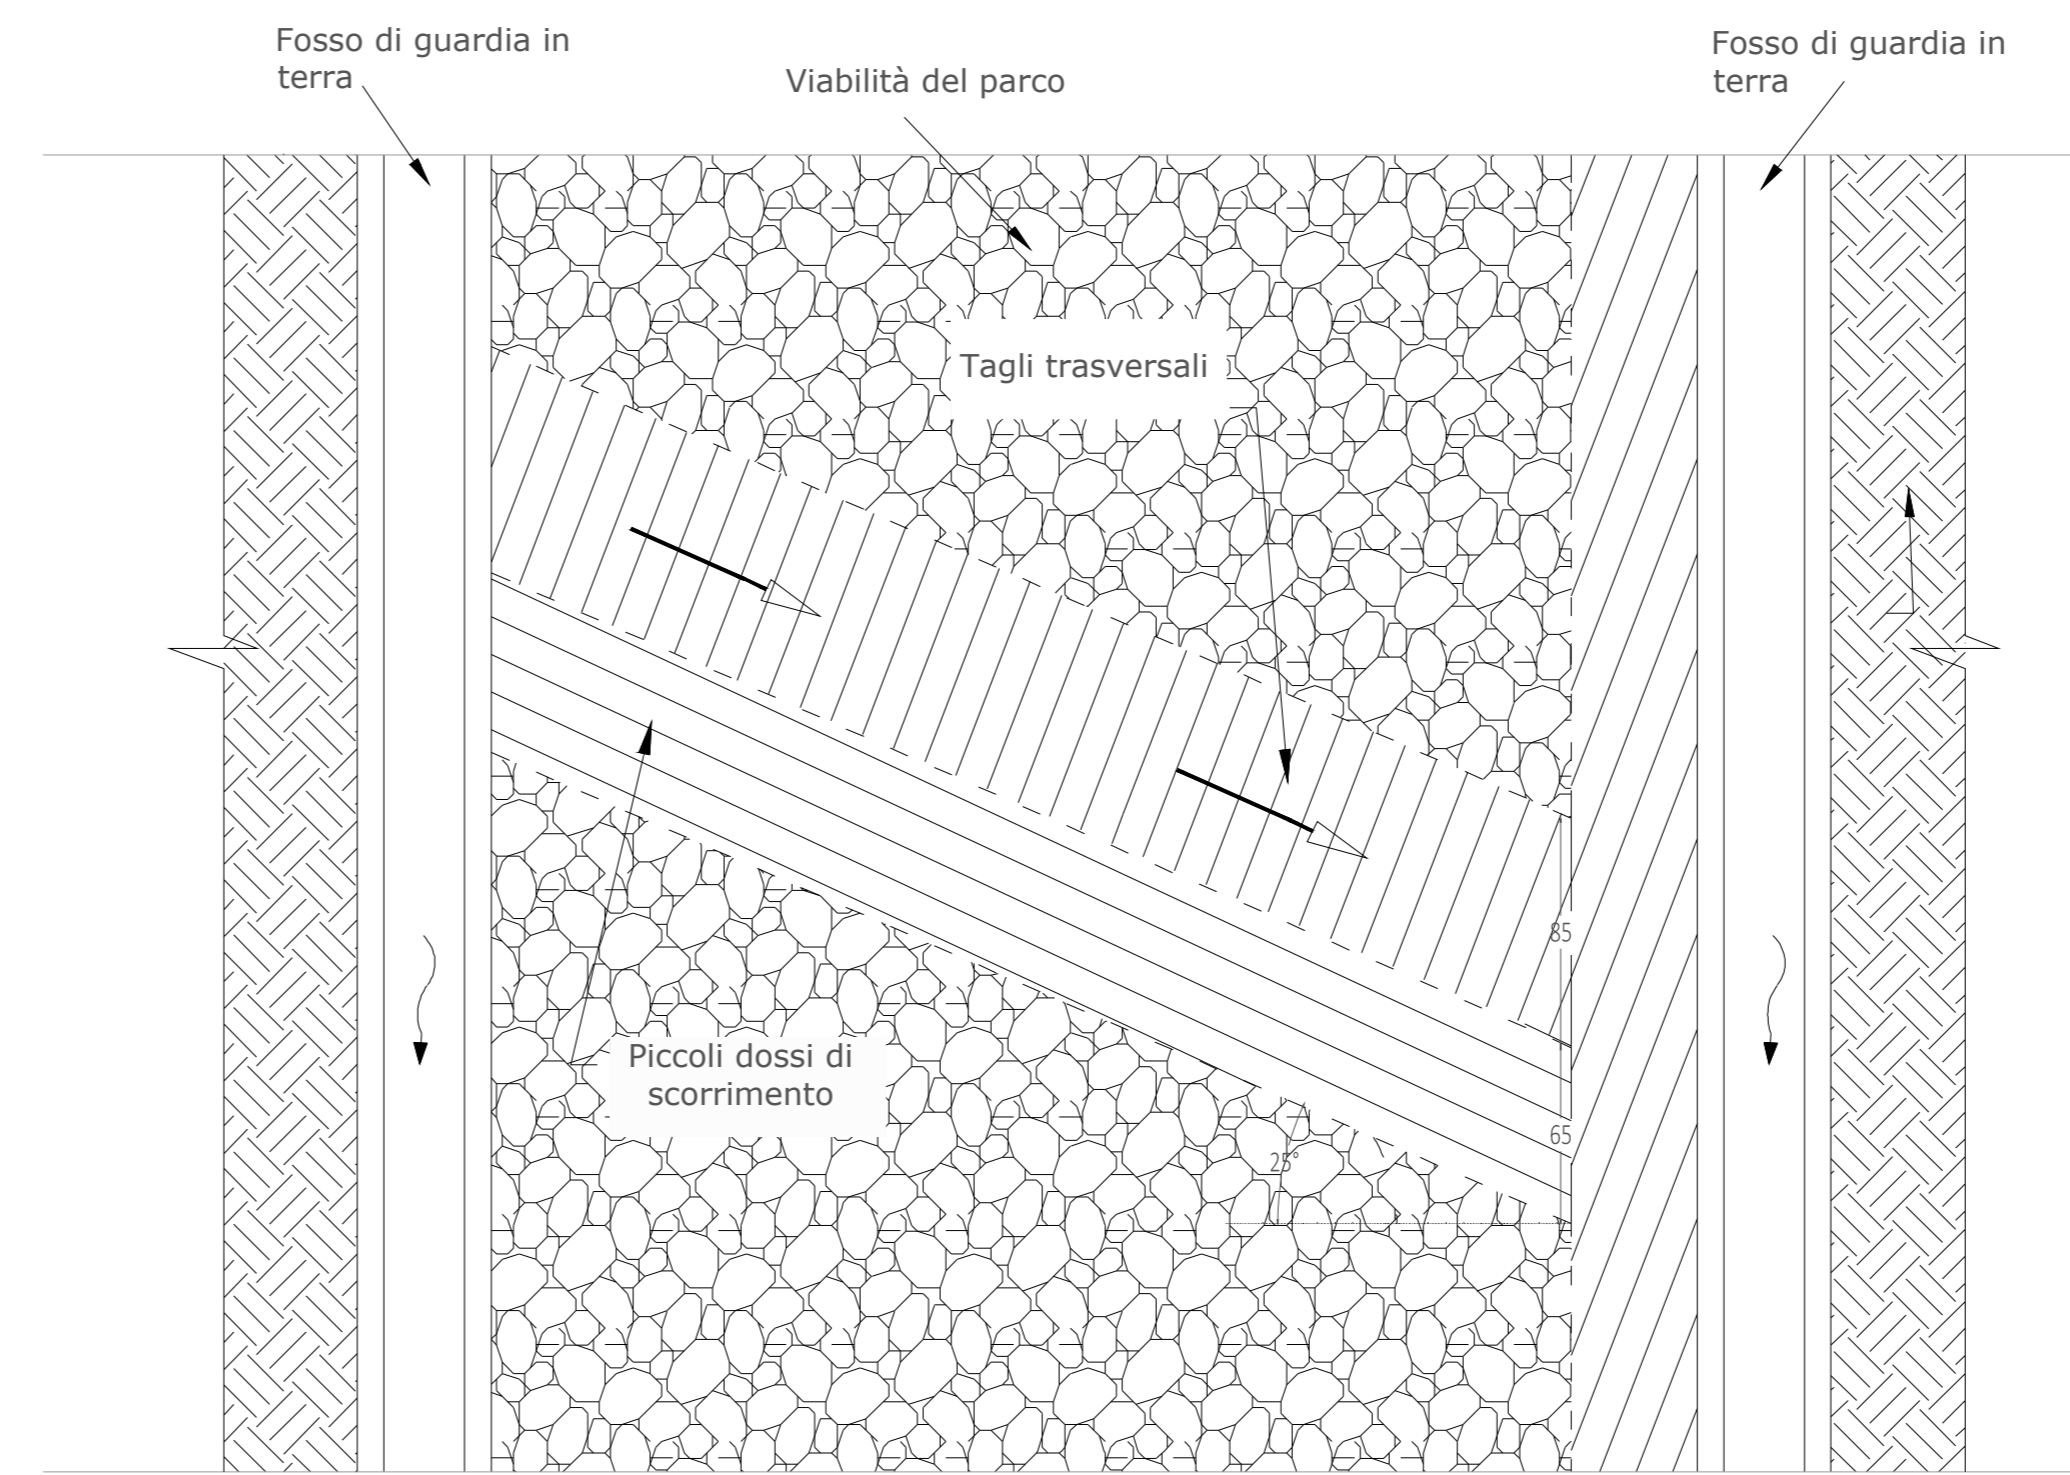 Fosso di guardia in
terra
Viabilità del parco
Fosso di guardia in
terra
Tagli trasversali
85
Piccoli dossi di
scorrimento
65
25°